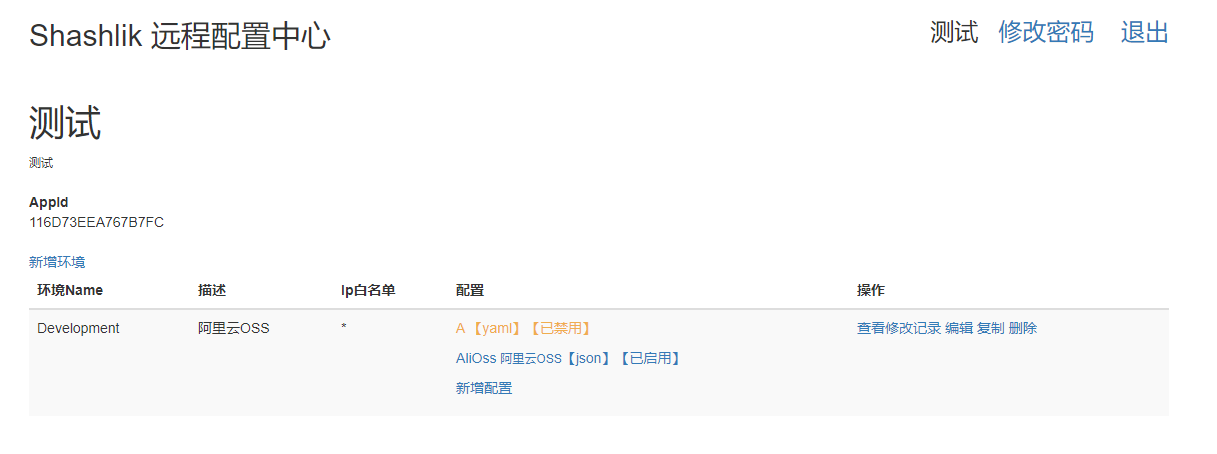 Shashlik 远程配置中心
测试 修改密码 退出
测试
测试
AppId
116D73EEA767B7FC
新增环境
环境Name 描述 Ip白名单 配置 操作
Development 阿里云OSS * A 【yaml】【已禁用】 查看修改记录 编辑 复制 删除
AliOss 阿里云OSS【json】【已启用】
新增配置